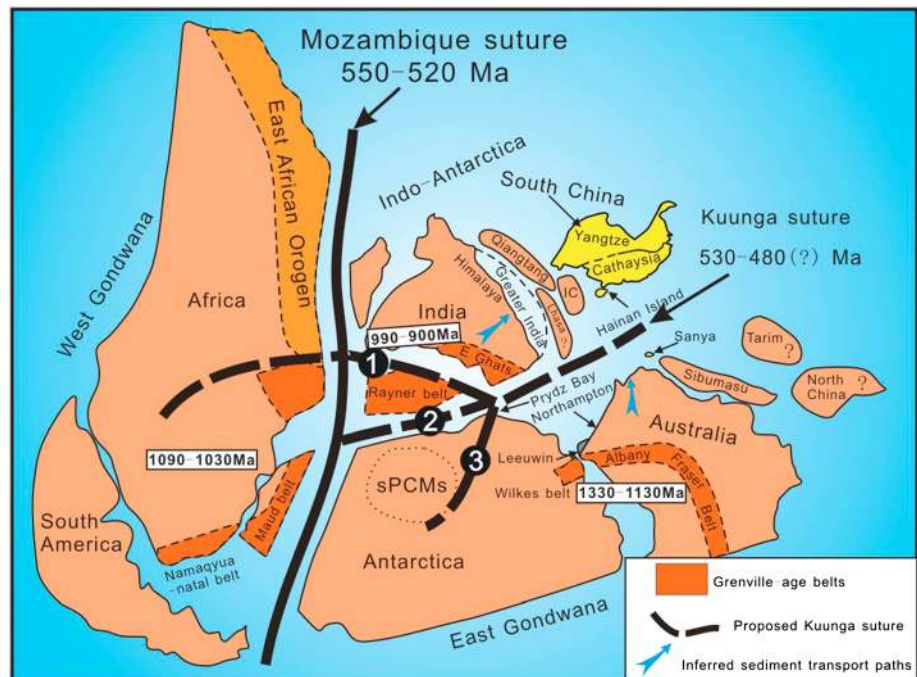 Mozambique suture
550-520 Ma
East African Orogen
Indo-Antarctica
South China
Kuunga suture
530-480(?) Ma
Yangtze
Cathaysia
West Gondwana
Africa
Qiangtang
Himalaya
Greater India
IC
Lhasa ?
Hainan Island
India
990-900Ma
E Ghats
Sanya
Tarim ?
Sibumasu
North
China ?
1
Rayner belt
Prydz Bay
Northampton
2
Australia
1090-1030Ma
3
sPCMs
Leeuwin
Albany
Fraser
Belt
Wilkes belt
1330-1130Ma
Maud belt
South
America
Antarctica
Namaqyua
-natal belt
East Gondwana
Grenville-age belts
Proposed Kuunga suture
Inferred sediment transport paths